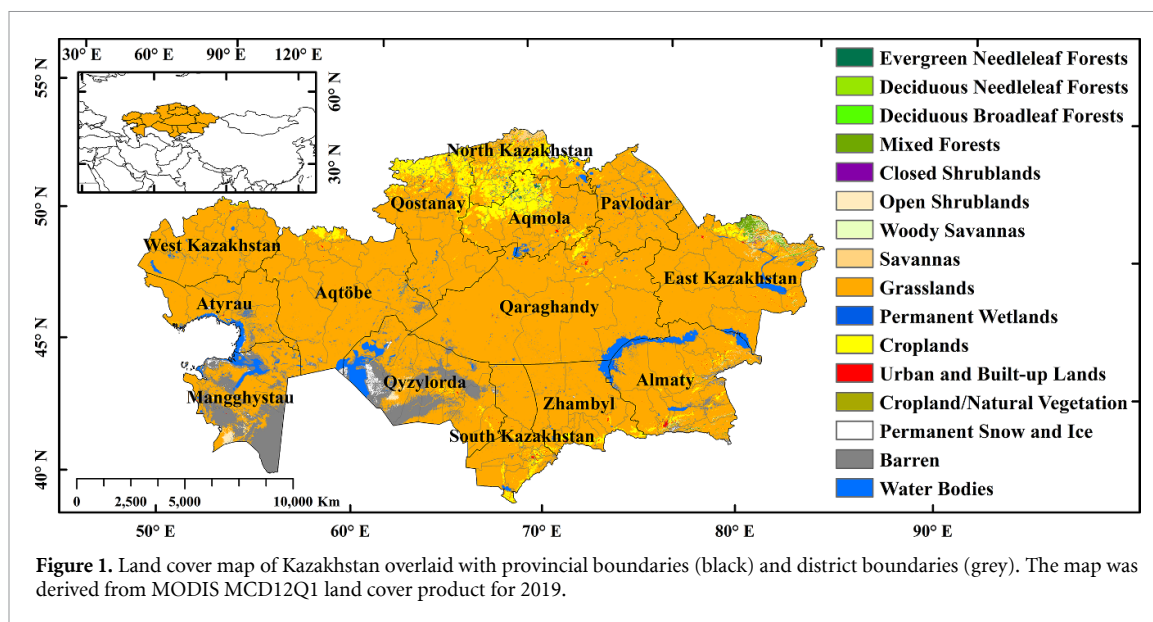 30° E 60° E 90° E 120° E
60° N
30° N
55° N
50° N
45° N
40° N
North Kazakhstan
Qostanay
Aqmola
Pavlodar
West Kazakhstan
East Kazakhstan
Atyrau
Aqtöbe
Qaraghandy
Mangghystau
Qyzylorda
Almaty
Zhambyl
South Kazakhstan
0 2,500 5,000 10,000 Km
50° E 60° E 70° E 80° E 90° E
Evergreen Needleleaf Forests
Deciduous Needleleaf Forests
Deciduous Broadleaf Forests
Mixed Forests
Closed Shrublands
Open Shrublands
Woody Savannas
Savannas
Grasslands
Permanent Wetlands
Croplands
Urban and Built-up Lands
Cropland/Natural Vegetation
Permanent Snow and Ice
Barren
Water Bodies
Figure 1. Land cover map of Kazakhstan overlaid with provincial boundaries (black) and district boundaries (grey). The map was
derived from MODIS MCD12Q1 land cover product for 2019.